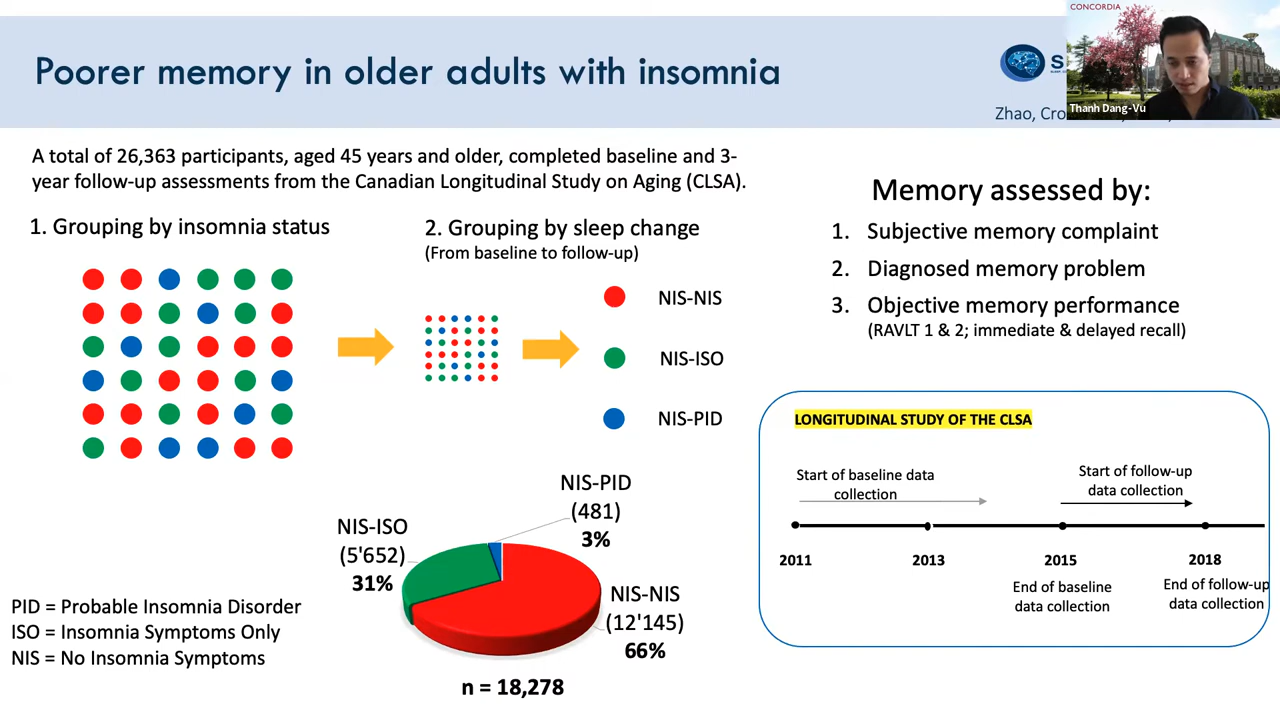 CONCORDIA
Poorer memory in older adults with insomnia
Thanh Dang-Vu
Zhao,
A total of 26,363 participants, aged 45 years and older, completed baseline and 3-
year follow-up assessments from the Canadian Longitudinal Study on Aging (CLSA).
1. Grouping by insomnia status
2. Grouping by sleep change
(From baseline to follow-up)
NIS-NIS
NIS-ISO
NIS-PID
NIS-PID
(481)
3%
NIS-ISO
(5'652)
31%
NIS-NIS
(12'145)
66%
n = 18,278
PID = Probable Insomnia Disorder
ISO = Insomnia Symptoms Only
NIS = No Insomnia Symptoms
Memory assessed by:
1. Subjective memory complaint
2. Diagnosed memory problem
3. Objective memory performance
(RAVLT 1 & 2; immediate & delayed recall)
LONGITUDINAL STUDY OF THE CLSA
Start of baseline data
collection
Start of follow-up
data collection
2011
2013
2015
2018
End of baseline
data collection
End of follow-up
data collection